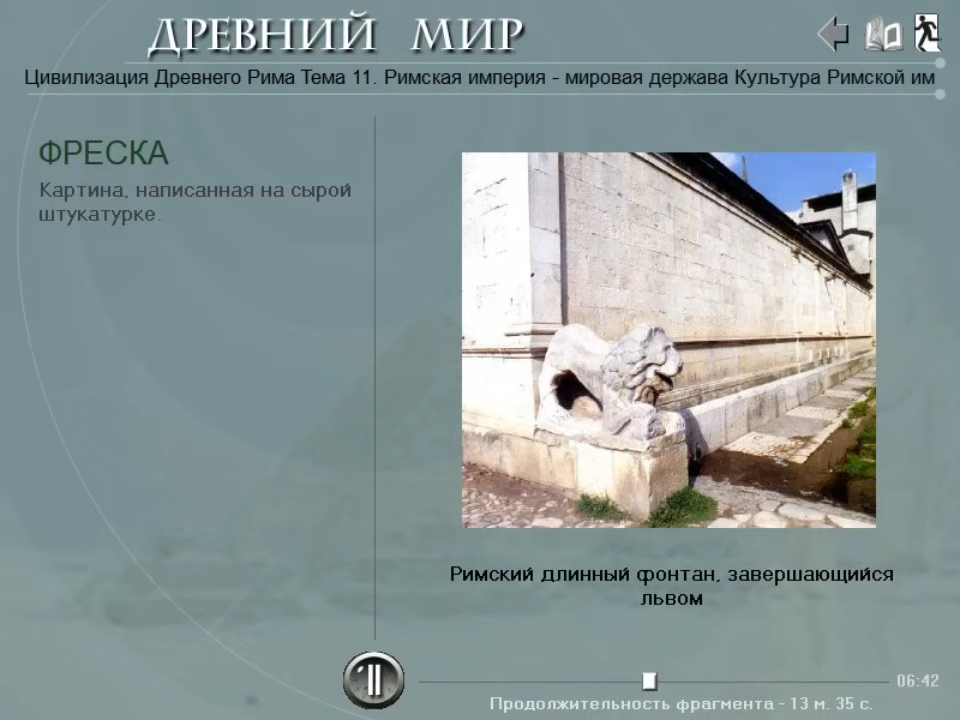 ДРЕВНИЙ МИР
Цивилизация Древнего Рима Тема 11. Римская империя - мировая держава Культура Римской им
ФРЕСКА
Картина, написанная на сырой
штукатурке.
Римский длинный фонтан, завершающийся
львом
06:42
Продолжительность фрагмента - 13 м. 35 с.